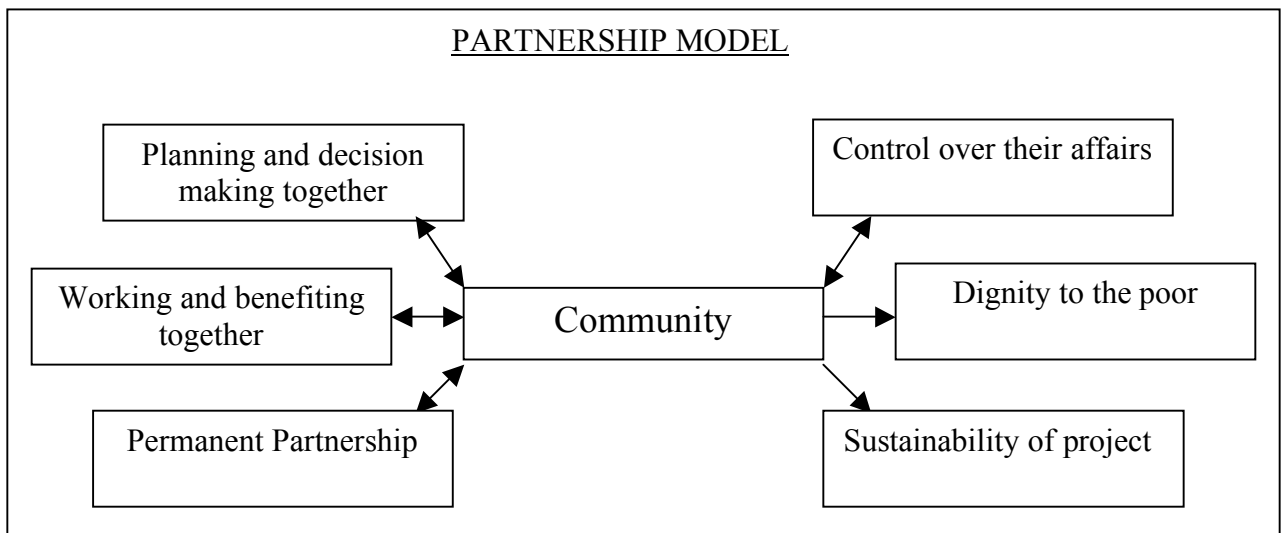 PARTNERSHIP MODEL
Planning and decision
making together
Control over their affairs
Working and benefiting
together
Community
Dignity to the poor
Permanent Partnership
Sustainability of project